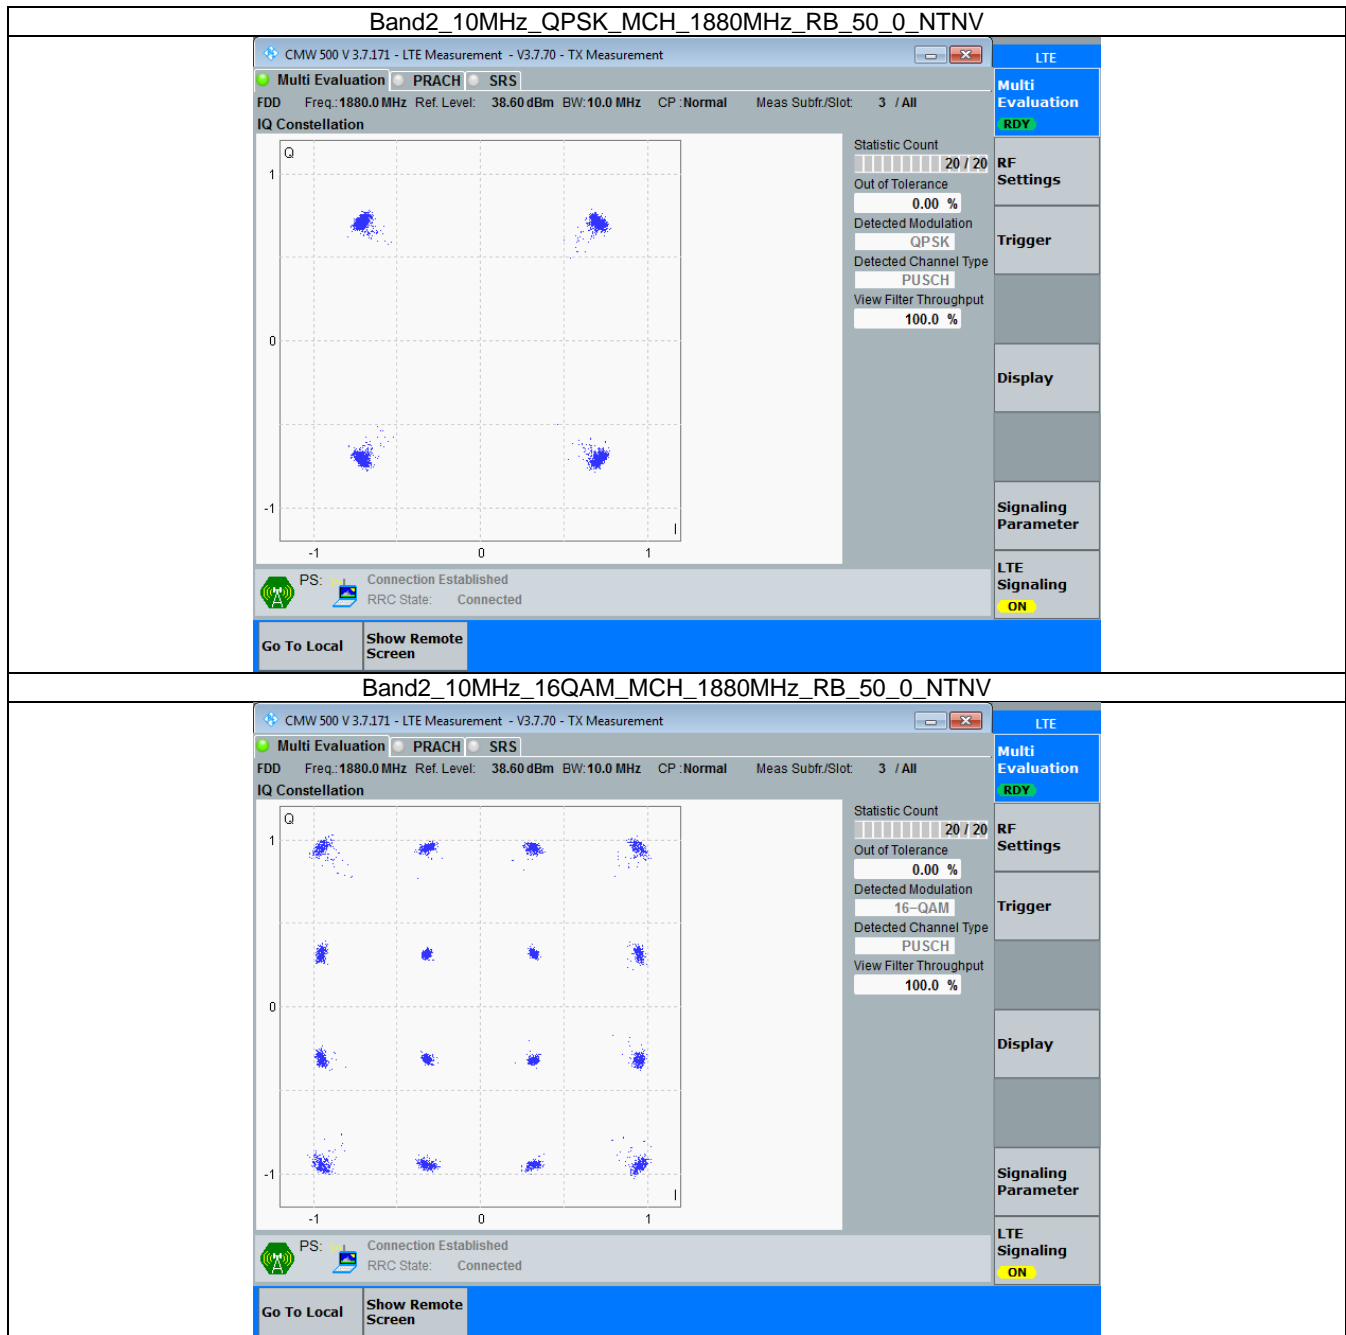 Band2_10MHz_QPSK_MCH_1880MHz_RB_50_0_NTNV
CMW 500 V 3.7.171 - LTE Measurement - V3.7.70 - TX Measurement
LTE
Multi Evaluation PRACH SRS
Multi Evaluation
RDY
FDD Freq.:1880.0 MHz Ref. Level: 38.60 dBm BW:10.0 MHz CP :Normal Meas Subfr./Slot: 3 / All
IQ Constellation
Q
1
0
-1
-1 0 1
I
Statistic Count
20 / 20
Out of Tolerance
0.00 %
Detected Modulation
QPSK
Detected Channel Type
PUSCH
View Filter Throughput
100.0 %
RF
Settings
Trigger
Display
Signaling
Parameter
LTE
Signaling
ON
PS: Connection Established
RRC State: Connected
Go To Local
Show Remote
Screen
Band2_10MHz_16QAM_MCH_1880MHz_RB_50_0_NTNV
CMW 500 V 3.7.171 - LTE Measurement - V3.7.70 - TX Measurement
LTE
Multi Evaluation PRACH SRS
Multi
Evaluation
RDY
FDD Freq.:1880.0 MHz Ref. Level: 38.60 dBm BW:10.0 MHz CP :Normal Meas Subfr./Slot: 3 / All
IQ Constellation
Q
1
0
-1
-1 0 1
I
Statistic Count
20 / 20
Out of Tolerance
0.00 %
Detected Modulation
16-QAM
Detected Channel Type
PUSCH
View Filter Throughput
100.0 %
RF
Settings
Trigger
Display
Signaling
Parameter
LTE
Signaling
ON
PS: Connection Established
RRC State: Connected
Go To Local
Show Remote
Screen